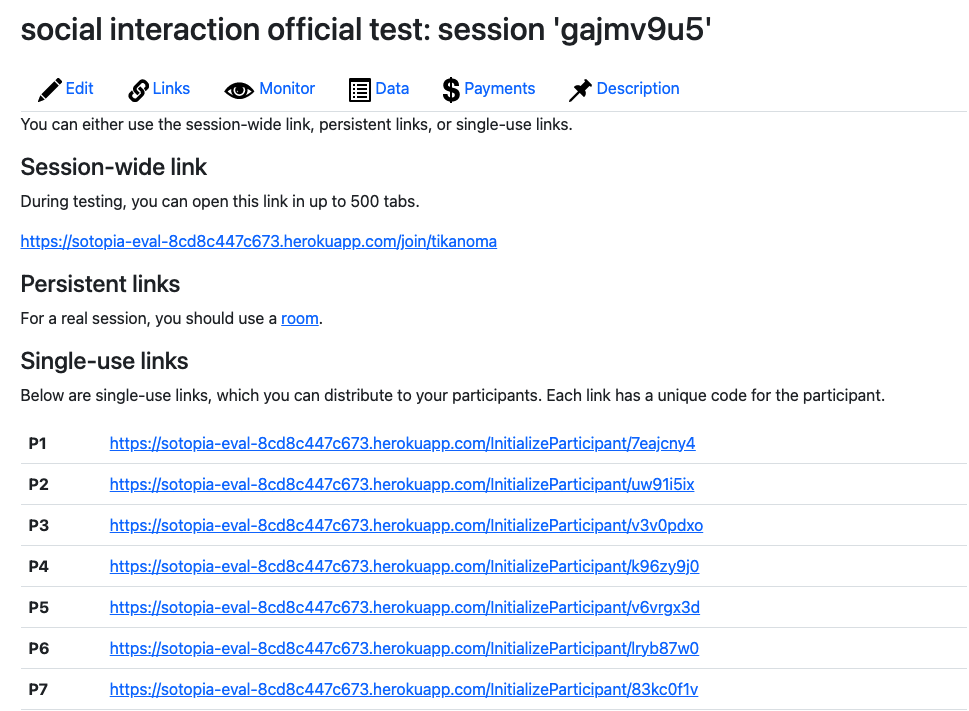 social interaction official test: session 'gajmv9u5'
Edit Links Monitor Data Payments Description
You can either use the session-wide link, persistent links, or single-use links.
Session-wide link
During testing, you can open this link in up to 500 tabs.
https://sotopia-eval-8cd8c447c673.herokuapp.com/join/tikanoma
Persistent links
For a real session, you should use a room.
Single-use links
Below are single-use links, which you can distribute to your participants. Each link has a unique code for the participant.
P1 https://sotopia-eval-8cd8c447c673.herokuapp.com/InitializeParticipant/7eajcny4
P2 https://sotopia-eval-8cd8c447c673.herokuapp.com/InitializeParticipant/uw91i5ix
P3 https://sotopia-eval-8cd8c447c673.herokuapp.com/InitializeParticipant/v3v0pdxo
P4 https://sotopia-eval-8cd8c447c673.herokuapp.com/InitializeParticipant/k96zy9j0
P5 https://sotopia-eval-8cd8c447c673.herokuapp.com/InitializeParticipant/v6vrgx3d
P6 https://sotopia-eval-8cd8c447c673.herokuapp.com/InitializeParticipant/lryb87w0
P7 https://sotopia-eval-8cd8c447c673.herokuapp.com/InitializeParticipant/83kc0f1v